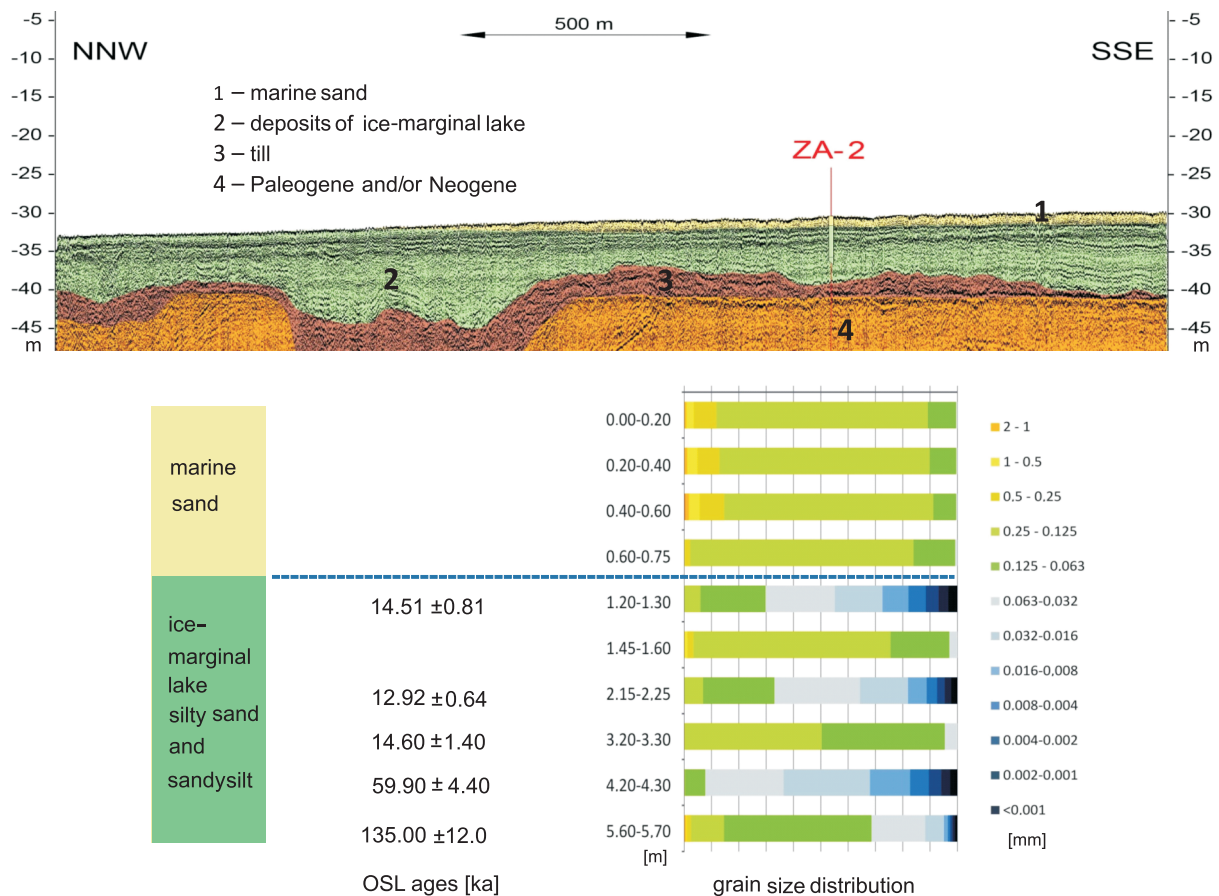 -5
-10
-15
-20
-25
-30
-35
-40
-45
m
NNW
500 m
SSE
-5
-10
-15
-20
-25
-30
-35
-40
-45
m
1 – marine sand
2 – deposits of ice-marginal lake
3 – till
4 – Paleogene and/or Neogene
ZA-2
1
2
3
4
marine
sand
ice-
marginal
lake
silty sand
and
sandysilt
14.51 ±0.81
12.92 ±0.64
14.60 ±1.40
59.90 ± 4.40
135.00 ±12.0
OSL ages [ka]
0.00-0.20
0.20-0.40
0.40-0.60
0.60-0.75
1.20-1.30
1.45-1.60
2.15-2.25
3.20-3.30
4.20-4.30
5.60-5.70
[m]
grain size distribution
2 - 1
1 - 0.5
0.5 - 0.25
0.25 - 0.125
0.125 - 0.063
0.063-0.032
0.032-0.016
0.016-0,008
0.008-0.004
0.004-0.002
0.002-0.001
<0.001
[mm]